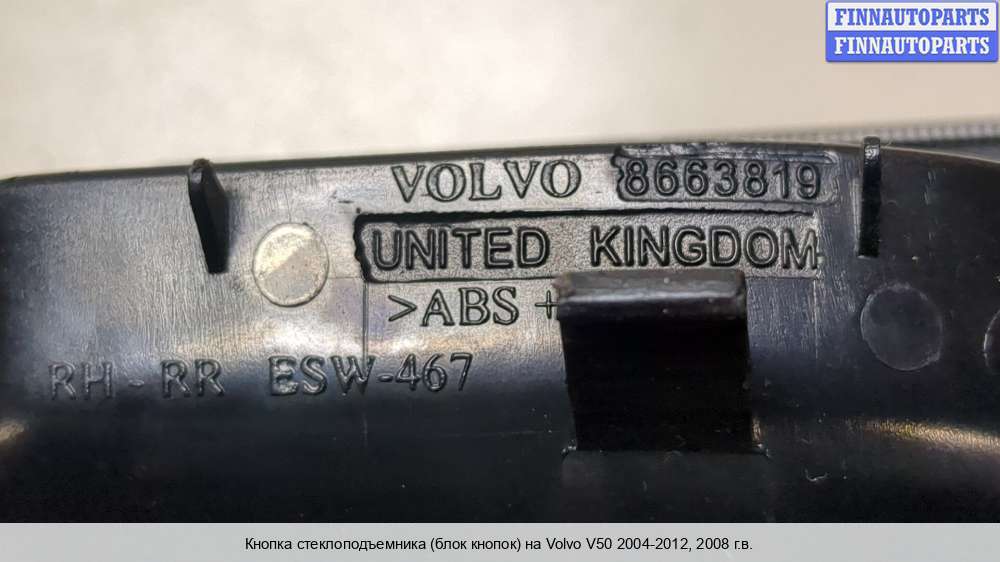 FINNAUTOPARTS
FINNAUTOPARTS
VOLVO 8663819
UNITED KINGDOM
>ABS +
RH-RR ESW-467
Кнопка стеклоподъемника (блок кнопок) на Volvo V50 2004-2012, 2008 г.в.